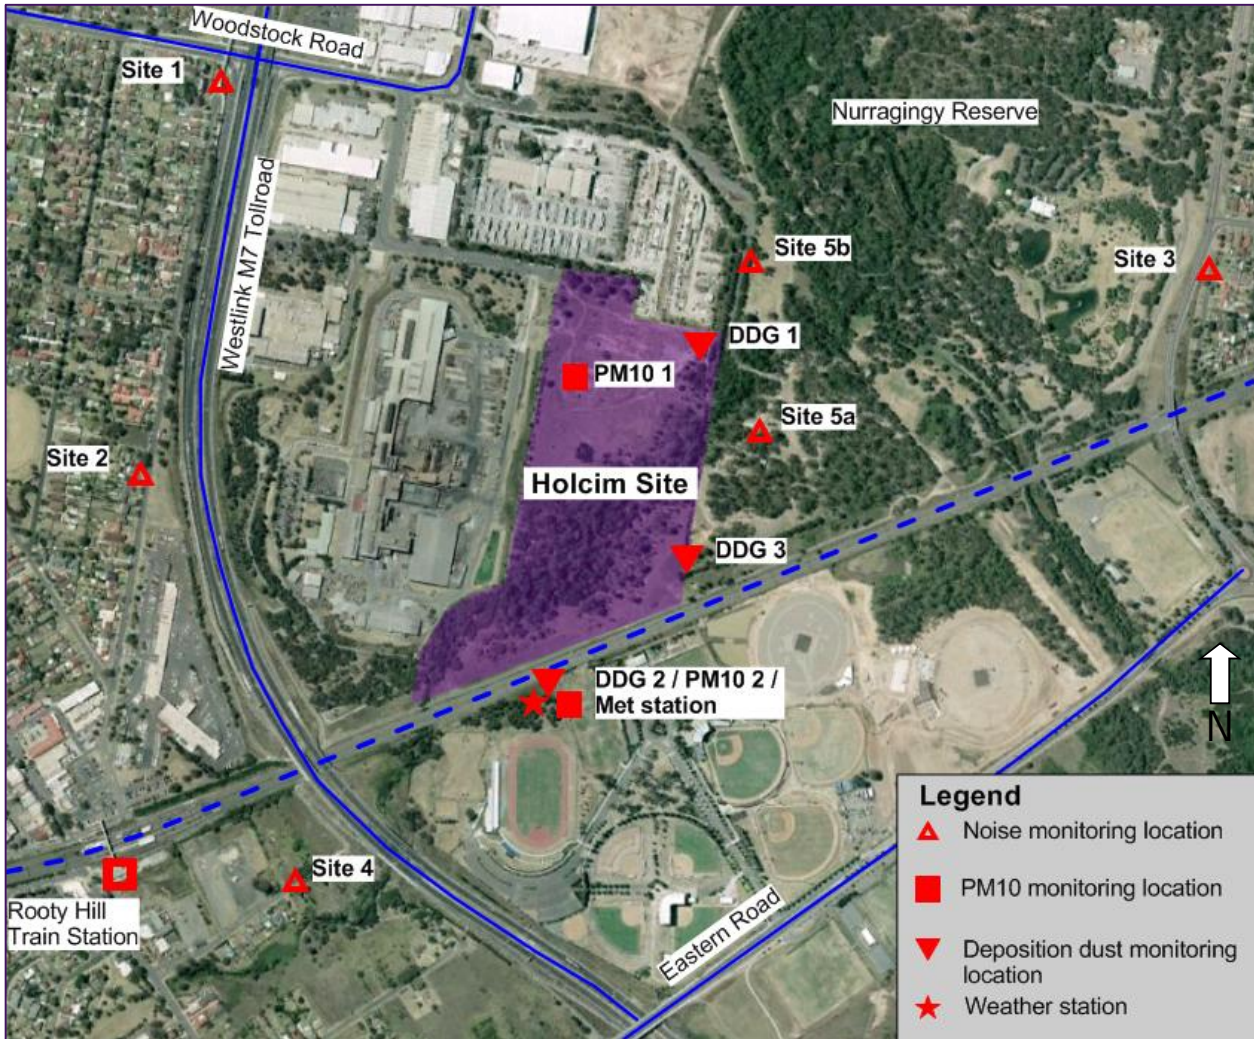 Woodstock Road
Site 1
Nurragingy Reserve
Westlink M7 Tollroad
Site 5b
Site 3
DDG 1
PM10 1
Site 5a
Site 2
Holcim Site
DDG 3
DDG 2 / PM10 2 /
Met station
N
Legend
Noise monitoring location
PM10 monitoring location
Deposition dust monitoring
location
Weather station
Site 4
Rooty Hill
Train Station
Eastern Road